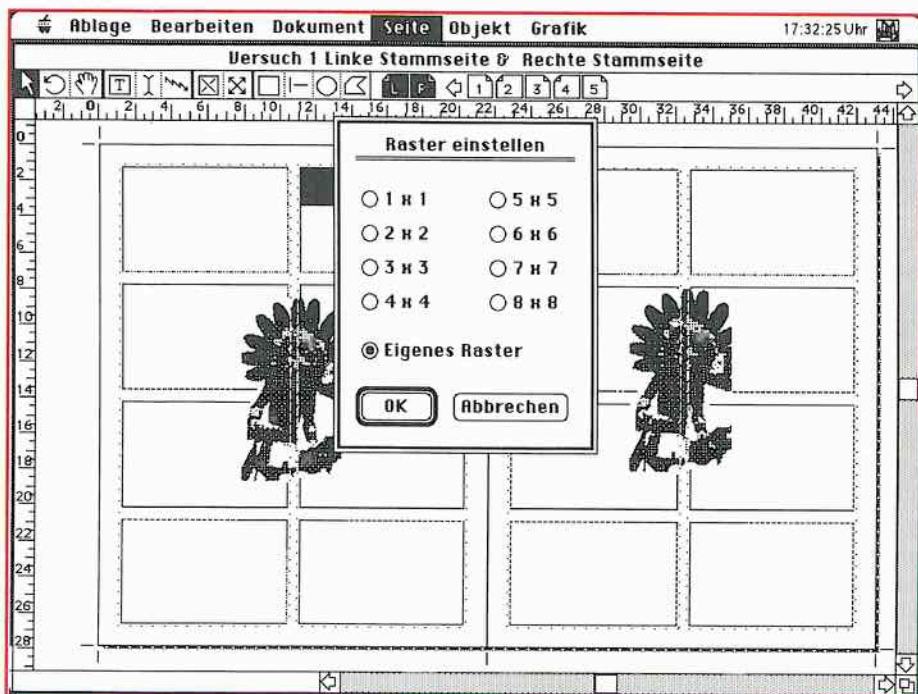 Ablage Bearbeiten Dokument Seite Objekt Grafik 17:32:25 Uhr
Versuch 1 Linke Stammseite & Rechte Stammseite
T L F 1 2 3 4 5
2 0 2 4 6 8 10 12 14 16 18 20 22 24 26 28 30 32 34 36 38 40 42 44
0
2
4
6
8
10
12
14
16
18
20
22
24
26
28
Raster einstellen
1 x 1 5 x 5
2 x 2 6 x 6
3 x 3 7 x 7
4 x 4 8 x 8
Eigenes Raster
OK Abbrechen